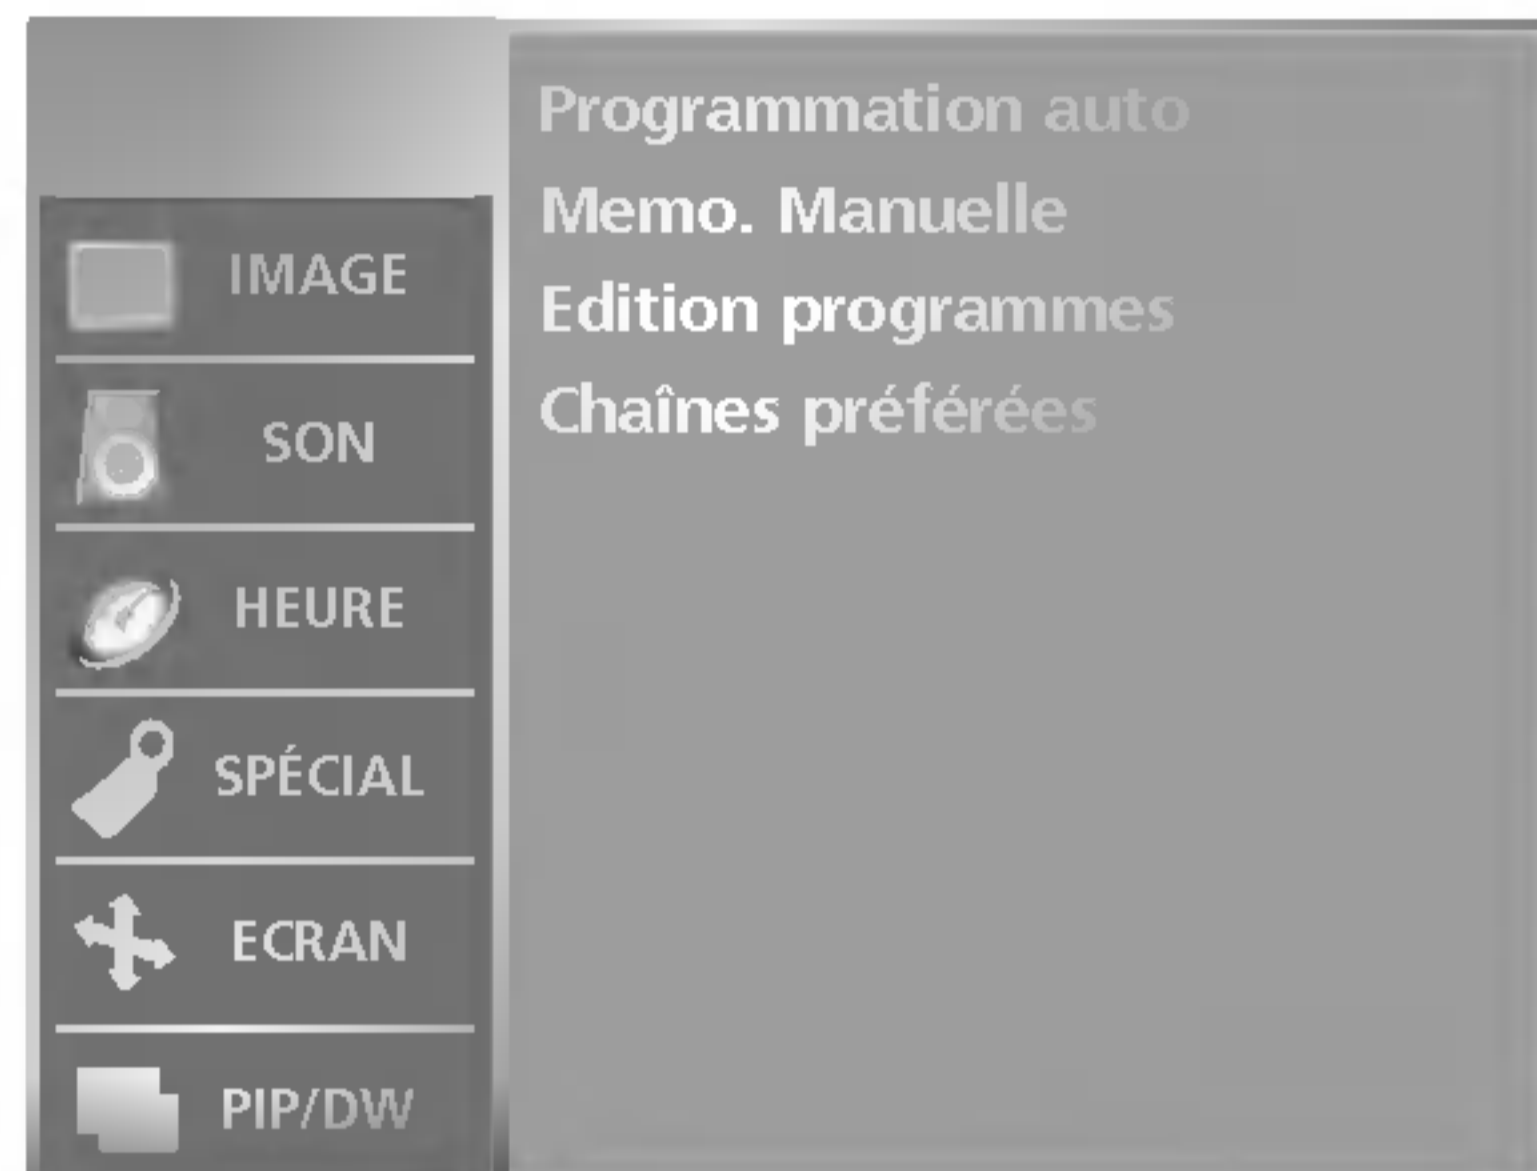 Programmation auto
Memo. Manuelle
Edition programmes
Chaînes préférées
IMAGE
SON
HEURE
SPÉCIAL
ECRAN
PIP/DW